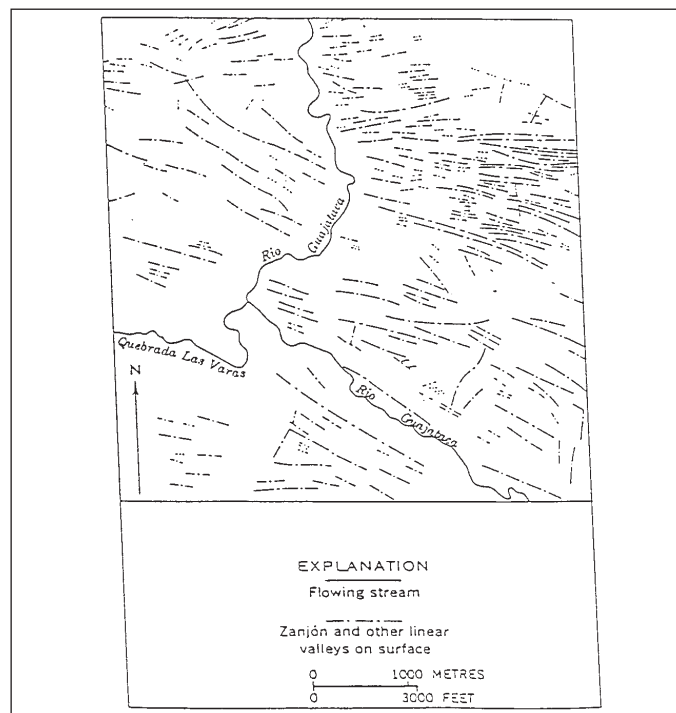 Rio
Guajataca
Quebrada Las Varas
N
Rio
Guajataca
EXPLANATION
Flowing stream
Zanjón and other linear
valleys on surface
0 1000 METRES
0 3000 FEET